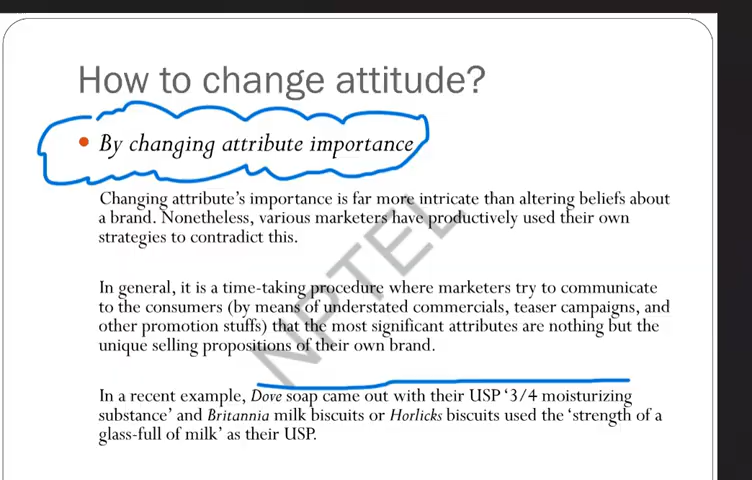 How to change attitude?
• By changing attribute importance
Changing attribute's importance is far more intricate than altering beliefs about
a brand. Nonetheless, various marketers have productively used their own
strategies to contradict this.
In general, it is a time-taking procedure where marketers try to communicate
to the consumers (by means of understated commercials, teaser campaigns, and
other promotion stuffs) that the most significant attributes are nothing but the
unique selling propositions of their own brand.
In a recent example, Dove soap came out with their USP '3/4 moisturizing
substance' and Britannia milk biscuits or Horlicks biscuits used the 'strength of a
glass-full of milk' as their USP.
NPTEL